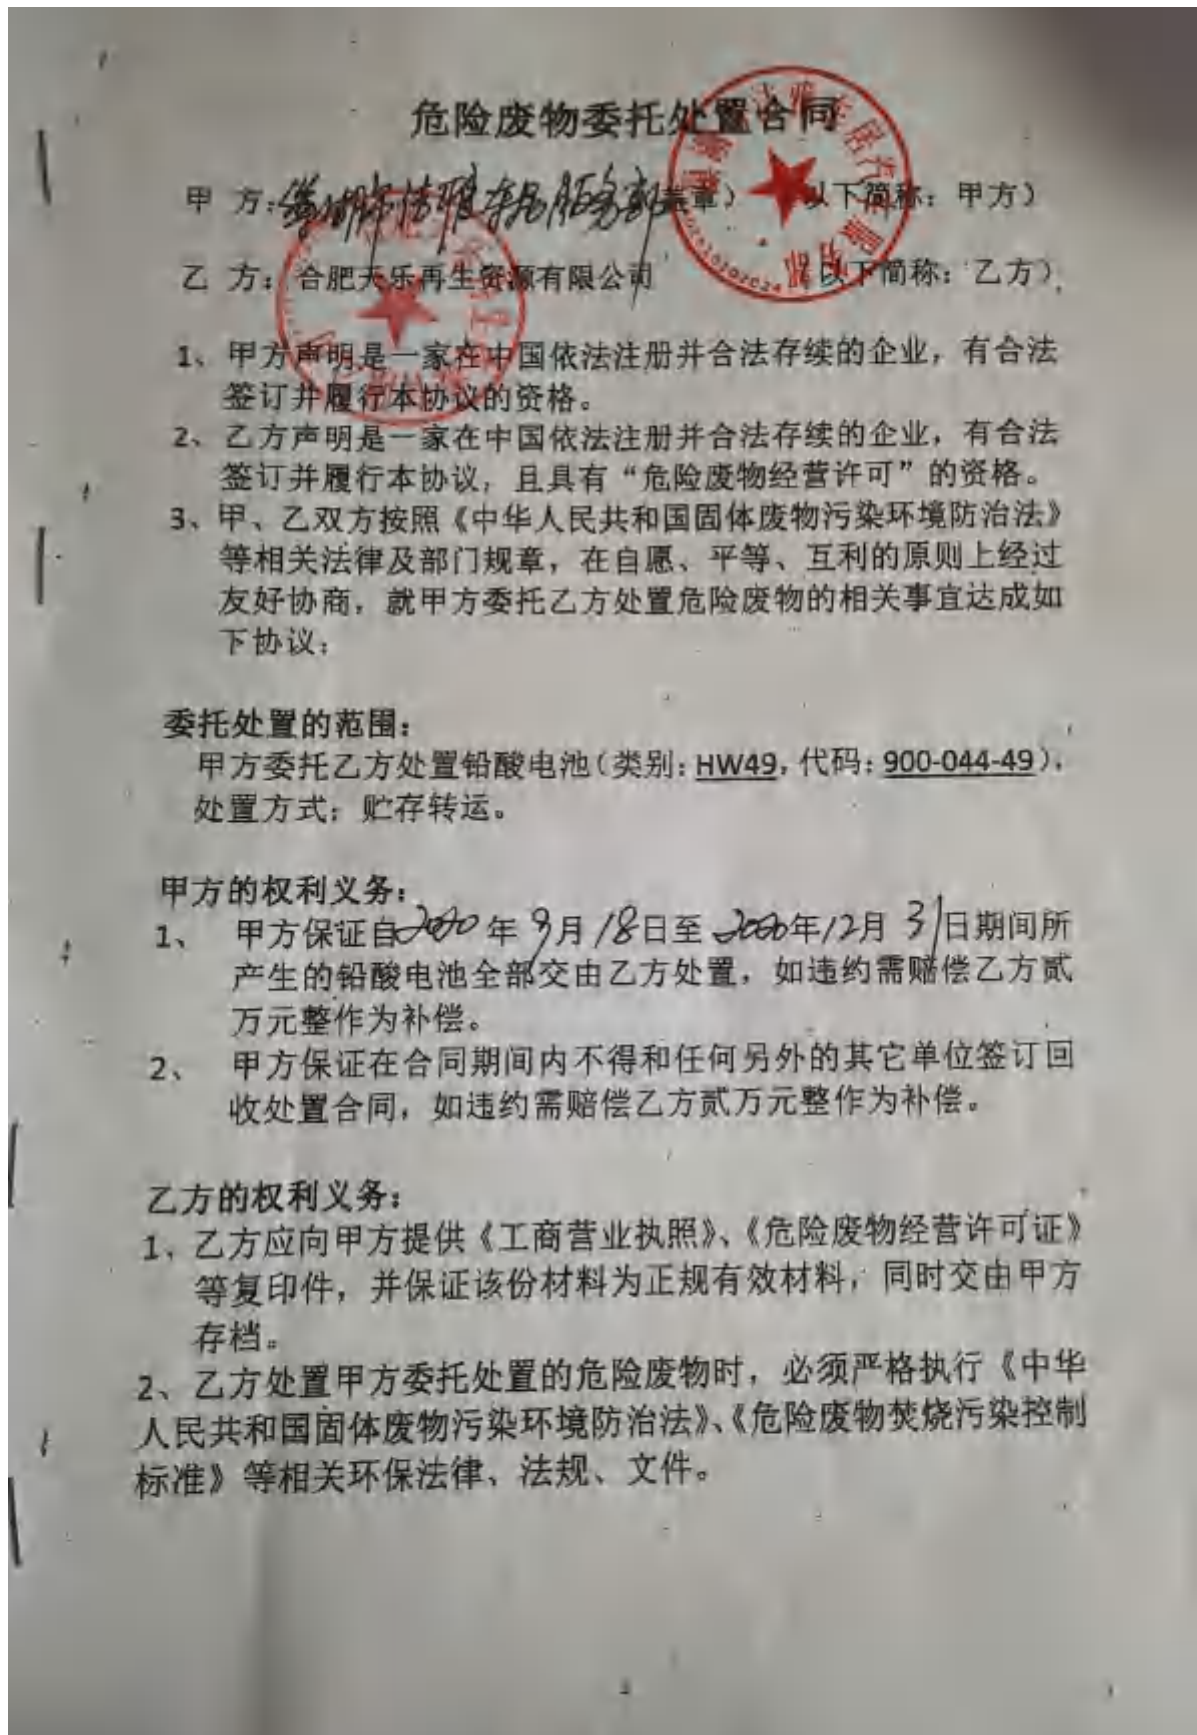 危险废物委托处置合同
甲 方: 法雅车居服务部(盖章) (以下简称:甲方)
乙 方:合肥天乐再生资源有限公司 (以下简称:乙方)
1、甲方声明是一家在中国依法注册并合法存续的企业,有合法
签订并履行本协议的资格。
2、乙方声明是一家在中国依法注册并合法存续的企业,有合法
签订并履行本协议,且具有“危险废物经营许可”的资格。
3、甲、乙双方按照《中华人民共和国固体废物污染环境防治法》
等相关法律及部门规章,在自愿、平等、互利的原则上经过
友好协商,就甲方委托乙方处置危险废物的相关事宜达成如
下协议:
委托处置的范围:
甲方委托乙方处置铅酸电池(类别:HW49,代码:900-044-49),
处置方式:贮存转运。
甲方的权利义务:
1、 甲方保证自2020年9月18日至2020年12月31日期间所
产生的铅酸电池全部交由乙方处置,如违约需赔偿乙方贰
万元整作为补偿。
2、 甲方保证在合同期间内不得和任何另外的其它单位签订回
收处置合同,如违约需赔偿乙方贰万元整作为补偿。
乙方的权利义务:
1、乙方应向甲方提供《工商营业执照》、《危险废物经营许可证》
等复印件,并保证该份材料为正规有效材料,同时交由甲方
存档。
2、乙方处置甲方委托处置的危险废物时,必须严格执行《中华
人民共和国固体废物污染环境防治法》、《危险废物焚烧污染控制
标准》等相关环保法律、法规、文件。